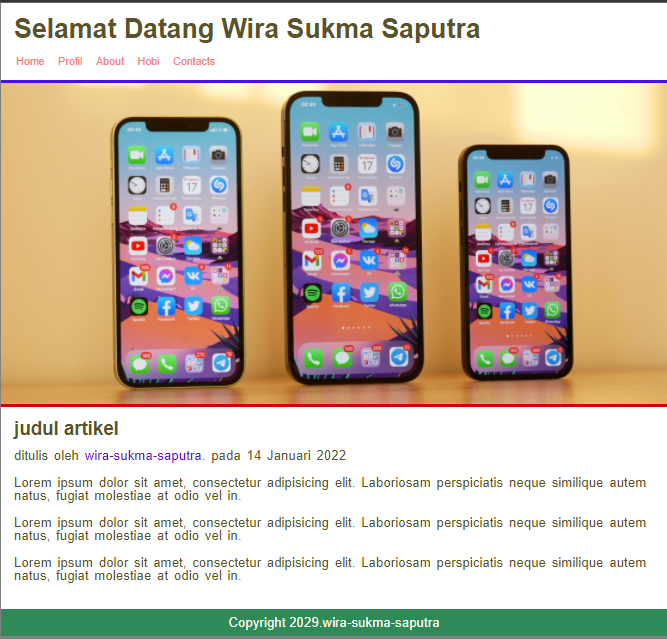 Selamat Datang Wira Sukma Saputra
Home Profil About Hobi Contacts
judul artikel
ditulis oleh wira-sukma-saputra. pada 14 Januari 2022
Lorem ipsum dolor sit amet, consectetur adipisicing elit. Laboriosam perspiciatis neque similique autem
natus, fugiat molestiae at odio vel in.
Lorem ipsum dolor sit amet, consectetur adipisicing elit. Laboriosam perspiciatis neque similique autem
natus, fugiat molestiae at odio vel in.
Lorem ipsum dolor sit amet, consectetur adipisicing elit. Laboriosam perspiciatis neque similique autem
natus, fugiat molestiae at odio vel in.
Copyright 2029.wira-sukma-saputra